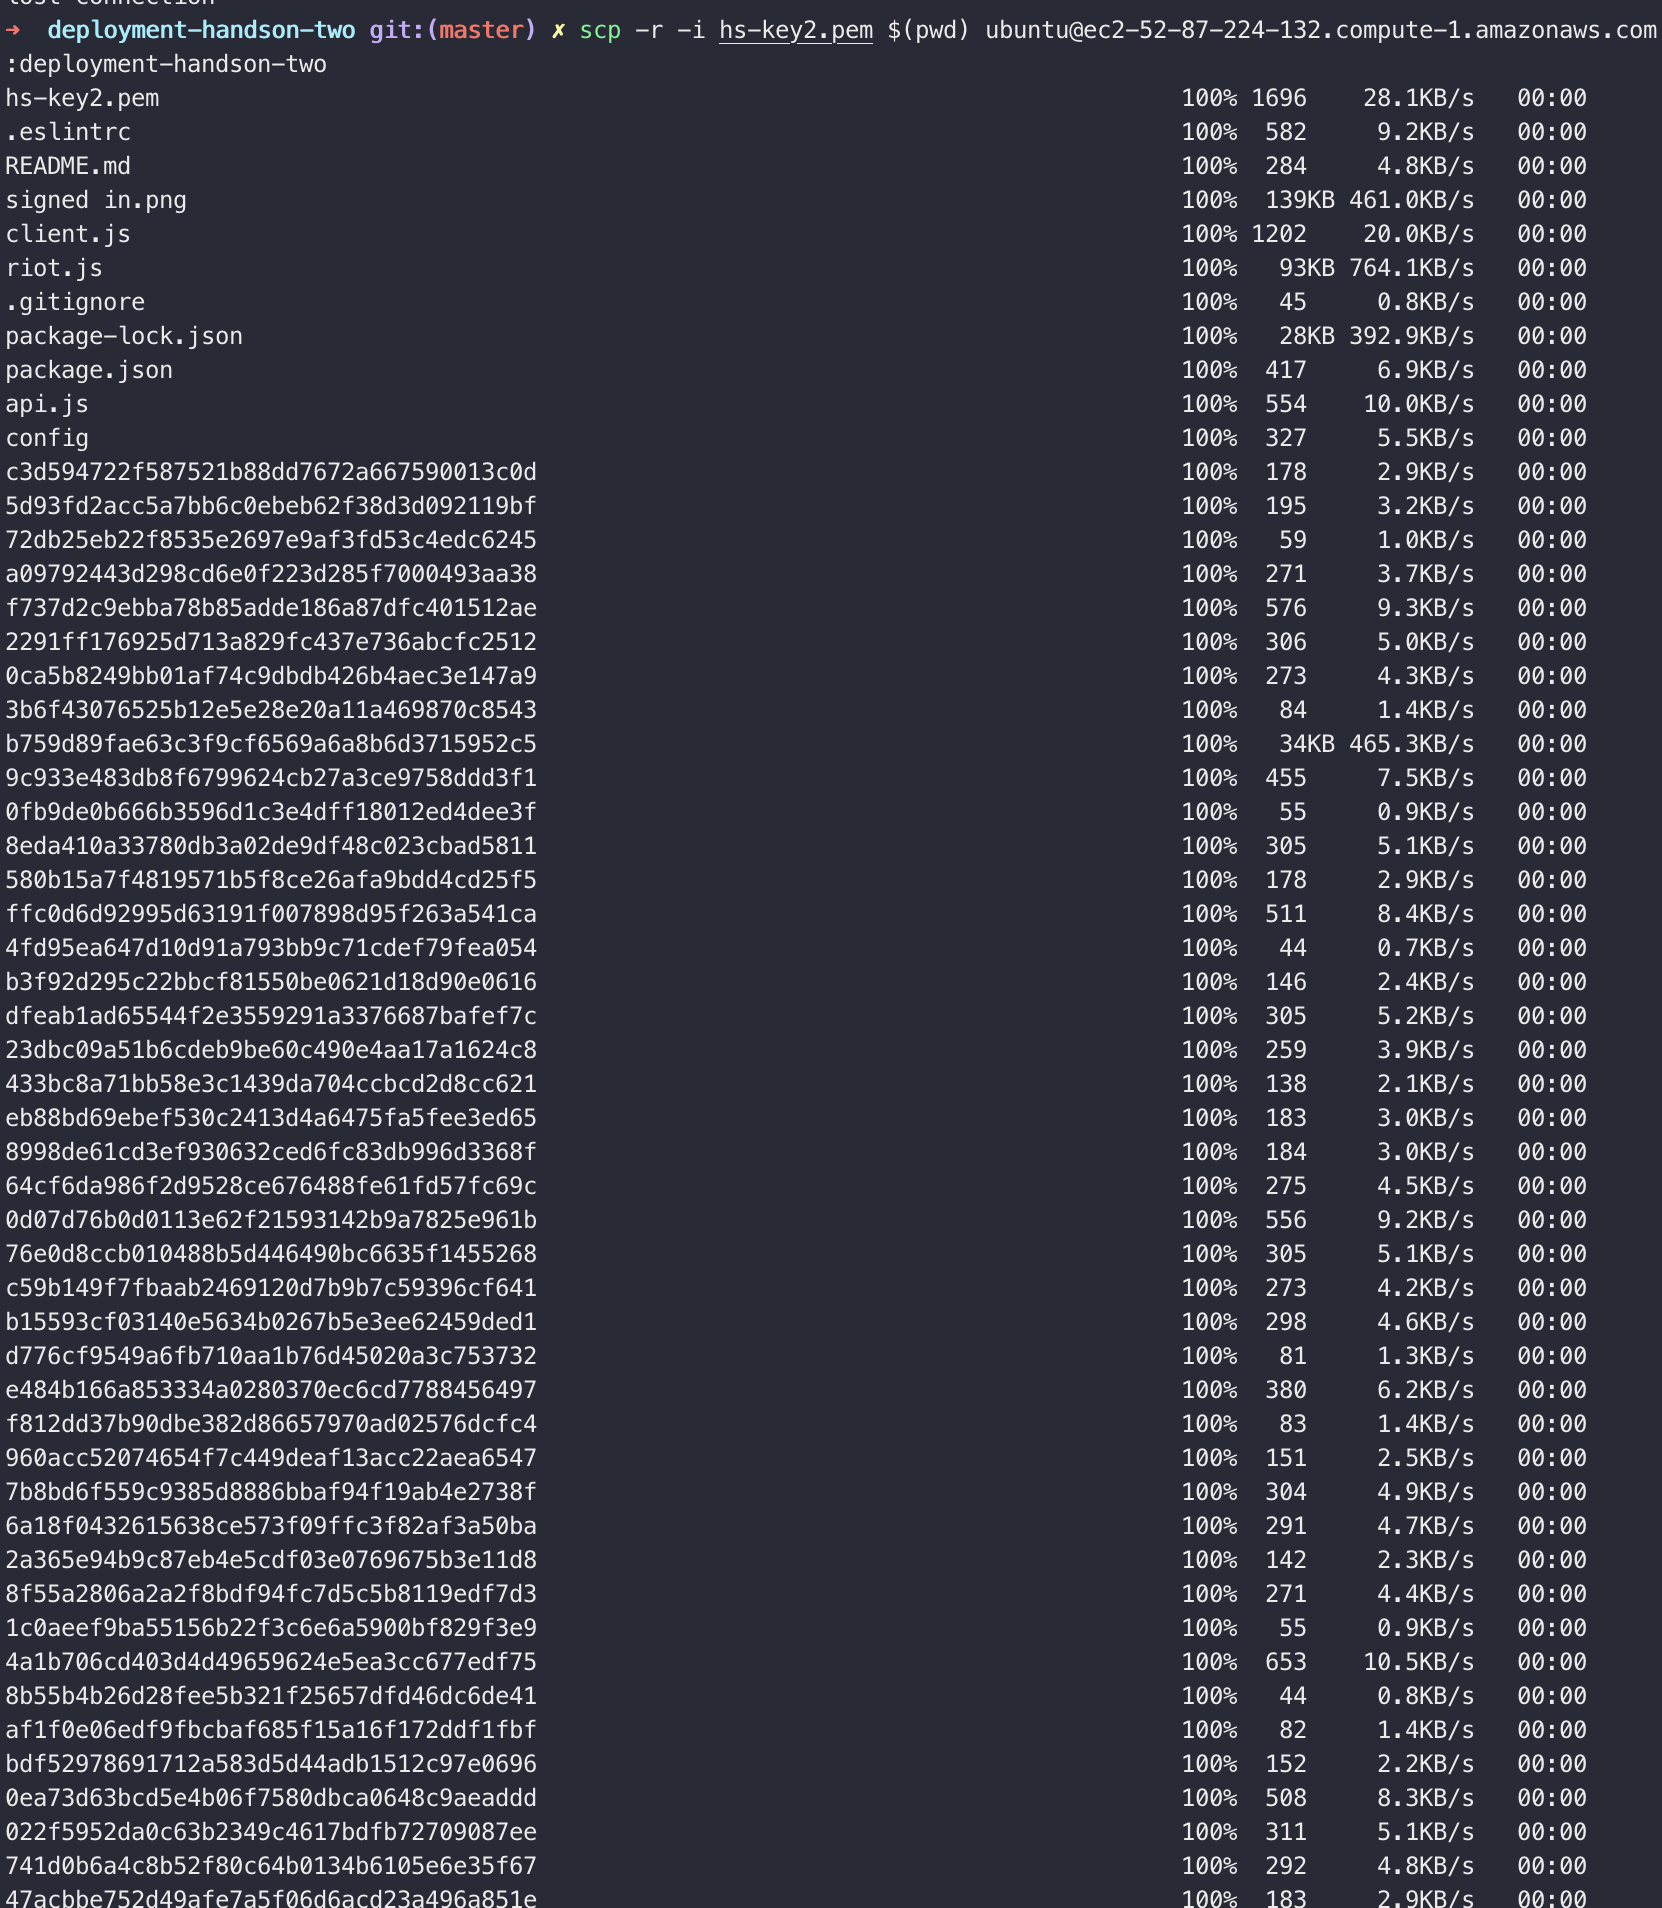 lost connection
➜  deployment-handson-two git:(master) ✗ scp -r -i hs-key2.pem $(pwd) ubuntu@ec2-52-87-224-132.compute-1.amazonaws.com
:deployment-handson-two
hs-key2.pem 100% 1696 28.1KB/s 00:00
.eslintrc 100% 582 9.2KB/s 00:00
README.md 100% 284 4.8KB/s 00:00
signed in.png 100% 139KB 461.0KB/s 00:00
client.js 100% 1202 20.0KB/s 00:00
riot.js 100% 93KB 764.1KB/s 00:00
.gitignore 100% 45 0.8KB/s 00:00
package-lock.json 100% 28KB 392.9KB/s 00:00
package.json 100% 417 6.9KB/s 00:00
api.js 100% 554 10.0KB/s 00:00
config 100% 327 5.5KB/s 00:00
c3d594722f587521b88dd7672a667590013c0d 100% 178 2.9KB/s 00:00
5d93fd2acc5a7bb6c0ebeb62f38d3d092119bf 100% 195 3.2KB/s 00:00
72db25eb22f8535e2697e9af3fd53c4edc6245 100% 59 1.0KB/s 00:00
a09792443d298cd6e0f223d285f7000493aa38 100% 271 3.7KB/s 00:00
f737d2c9ebba78b85adde186a87dfc401512ae 100% 576 9.3KB/s 00:00
2291ff176925d713a829fc437e736abcfc2512 100% 306 5.0KB/s 00:00
0ca5b8249bb01af74c9dbdb426b4aec3e147a9 100% 273 4.3KB/s 00:00
3b6f43076525b12e5e28e20a11a469870c8543 100% 84 1.4KB/s 00:00
b759d89fae63c3f9cf6569a6a8b6d3715952c5 100% 34KB 465.3KB/s 00:00
9c933e483db8f6799624cb27a3ce9758ddd3f1 100% 455 7.5KB/s 00:00
0fb9de0b666b3596d1c3e4dff18012ed4dee3f 100% 55 0.9KB/s 00:00
8eda410a33780db3a02de9df48c023cbad5811 100% 305 5.1KB/s 00:00
580b15a7f4819571b5f8ce26afa9bdd4cd25f5 100% 178 2.9KB/s 00:00
ffc0d6d92995d63191f007898d95f263a541ca 100% 511 8.4KB/s 00:00
4fd95ea647d10d91a793bb9c71cdef79fea054 100% 44 0.7KB/s 00:00
b3f92d295c22bbcf81550be0621d18d90e0616 100% 146 2.4KB/s 00:00
dfeab1ad65544f2e3559291a3376687bafef7c 100% 305 5.2KB/s 00:00
23dbc09a51b6cdeb9be60c490e4aa17a1624c8 100% 259 3.9KB/s 00:00
433bc8a71bb58e3c1439da704ccbcd2d8cc621 100% 138 2.1KB/s 00:00
eb88bd69ebef530c2413d4a6475fa5fee3ed65 100% 183 3.0KB/s 00:00
8998de61cd3ef930632ced6fc83db996d3368f 100% 184 3.0KB/s 00:00
64cf6da986f2d9528ce676488fe61fd57fc69c 100% 275 4.5KB/s 00:00
0d07d76b0d0113e62f21593142b9a7825e961b 100% 556 9.2KB/s 00:00
76e0d8ccb010488b5d446490bc6635f1455268 100% 305 5.1KB/s 00:00
c59b149f7fbaab2469120d7b9b7c59396cf641 100% 273 4.2KB/s 00:00
b15593cf03140e5634b0267b5e3ee62459ded1 100% 298 4.6KB/s 00:00
d776cf9549a6fb710aa1b76d45020a3c753732 100% 81 1.3KB/s 00:00
e484b166a853334a0280370ec6cd7788456497 100% 380 6.2KB/s 00:00
f812dd37b90dbe382d86657970ad02576dcfc4 100% 83 1.4KB/s 00:00
960acc52074654f7c449deaf13acc22aea6547 100% 151 2.5KB/s 00:00
7b8bd6f559c9385d8886bbaf94f19ab4e2738f 100% 304 4.9KB/s 00:00
6a18f0432615638ce573f09ffc3f82af3a50ba 100% 291 4.7KB/s 00:00
2a365e94b9c87eb4e5cdf03e0769675b3e11d8 100% 142 2.3KB/s 00:00
8f55a2806a2a2f8bdf94fc7d5c5b8119edf7d3 100% 271 4.4KB/s 00:00
1c0aeef9ba55156b22f3c6e6a5900bf829f3e9 100% 55 0.9KB/s 00:00
4a1b706cd403d4d49659624e5ea3cc677edf75 100% 653 10.5KB/s 00:00
8b55b4b26d28fee5b321f25657dfd46dc6de41 100% 44 0.8KB/s 00:00
af1f0e06edf9fbcbaf685f15a16f172ddf1fbf 100% 82 1.4KB/s 00:00
bdf52978691712a583d5d44adb1512c97e0696 100% 152 2.2KB/s 00:00
0ea73d63bcd5e4b06f7580dbca0648c9aeaddd 100% 508 8.3KB/s 00:00
022f5952da0c63b2349c4617bdfb72709087ee 100% 311 5.1KB/s 00:00
741d0b6a4c8b52f80c64b0134b6105e6e35f67 100% 292 4.8KB/s 00:00
47acbbe752d49afe7a5f06d6acd23a496a851e 100% 183 2.9KB/s 00:00